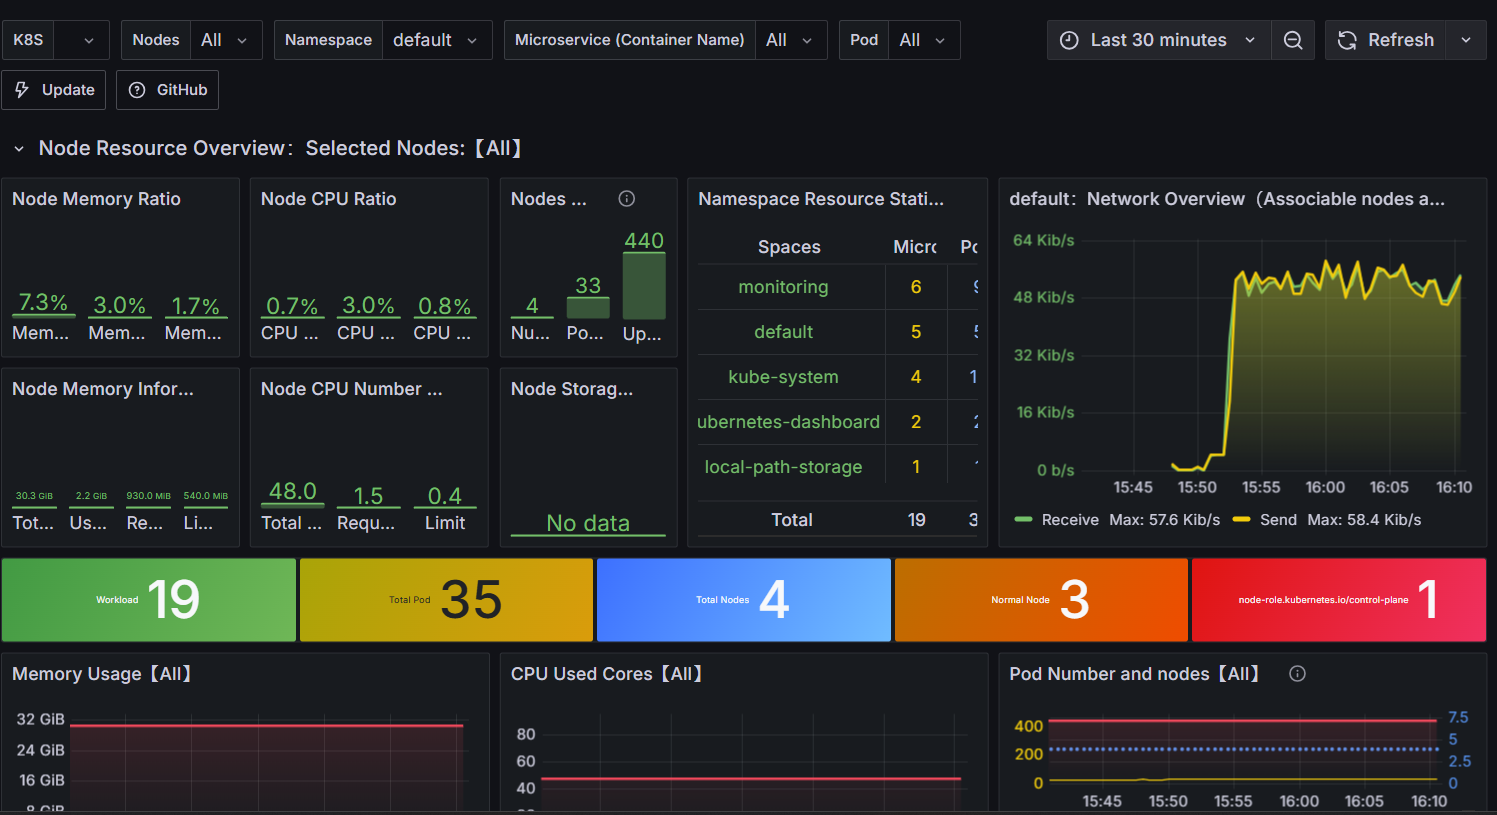 K8S
Nodes All
Namespace default
Microservice (Container Name) All
Pod All
Last 30 minutes
Refresh
Update
GitHub
Node Resource Overview：Selected Nodes:【All】
Node Memory Ratio
7.3% 3.0% 1.7%
Mem... Mem... Mem...
Node CPU Ratio
0.7% 3.0% 0.8%
CPU ... CPU ... CPU ...
Nodes ...
4 33 440
Nu... Po... Up...
Namespace Resource Stati...
Spaces Micro Po
monitoring 6 9
default 5 5
kube-system 4 1
ubernetes-dashboard 2 2
local-path-storage 1
Total 19 3
default：Network Overview（Associable nodes a...
64 Kib/s
48 Kib/s
32 Kib/s
16 Kib/s
0 b/s
15:45 15:50 15:55 16:00 16:05 16:10
Receive Max: 57.6 Kib/s Send Max: 58.4 Kib/s
Node Memory Infor...
30.3 GiB 2.2 GiB 930.0 MiB 540.0 MiB
Tot... Us... Re... Li...
Node CPU Number ...
48.0 1.5 0.4
Total ... Requ... Limit
Node Storag...
No data
Workload 19
Total Pod 35
Total Nodes 4
Normal Node 3
node-role.kubernetes.io/control-plane 1
Memory Usage【All】
32 GiB
24 GiB
16 GiB
8 GiB
CPU Used Cores【All】
80
60
40
Pod Number and nodes【All】
400
200
0
7.5
5
2.5
0
15:45 15:50 15:55 16:00 16:05 16:10